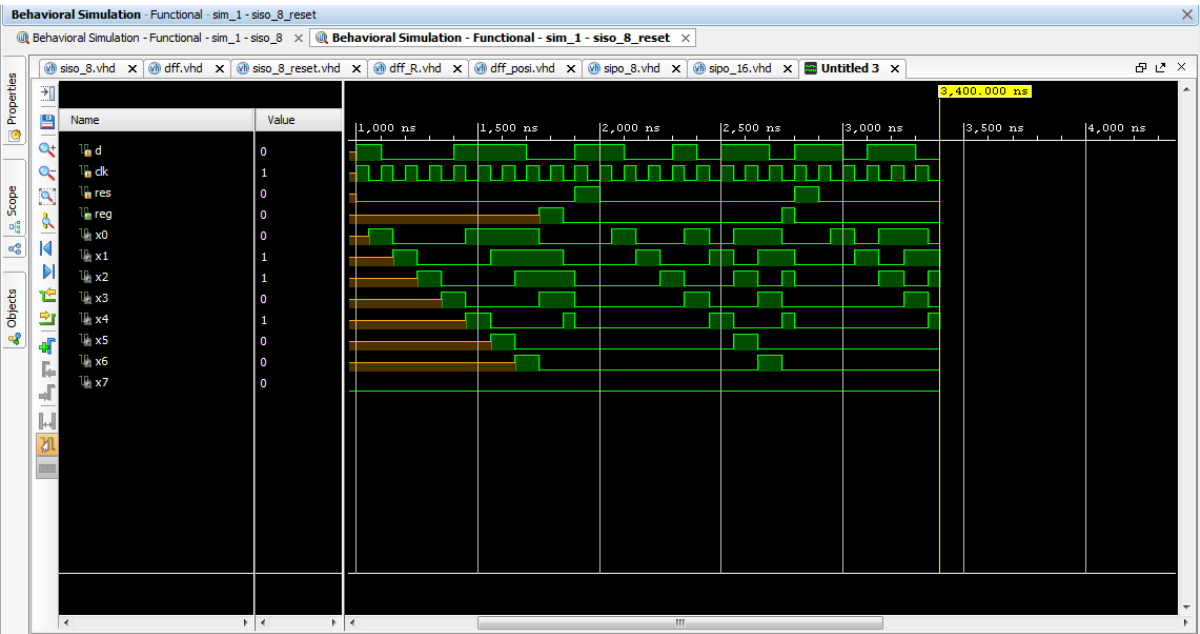 Behavioral Simulation - Functional - sim_1 - siso_8_reset
Behavioral Simulation - Functional - sim_1 - siso_8
Behavioral Simulation - Functional - sim_1 - siso_8_reset
siso_8.vhd dff.vhd siso_8_reset.vhd dff_R.vhd dff_posi.vhd sipo_8.vhd sipo_16.vhd Untitled 3
Properties
Scope
Objects
3,400.000 ns
Name Value
1,000 ns 1,500 ns 2,000 ns 2,500 ns 3,000 ns 3,500 ns 4,000 ns
d 0
clk 1
res 0
reg 0
x0 0
x1 1
x2 1
x3 0
x4 1
x5 0
x6 0
x7 0